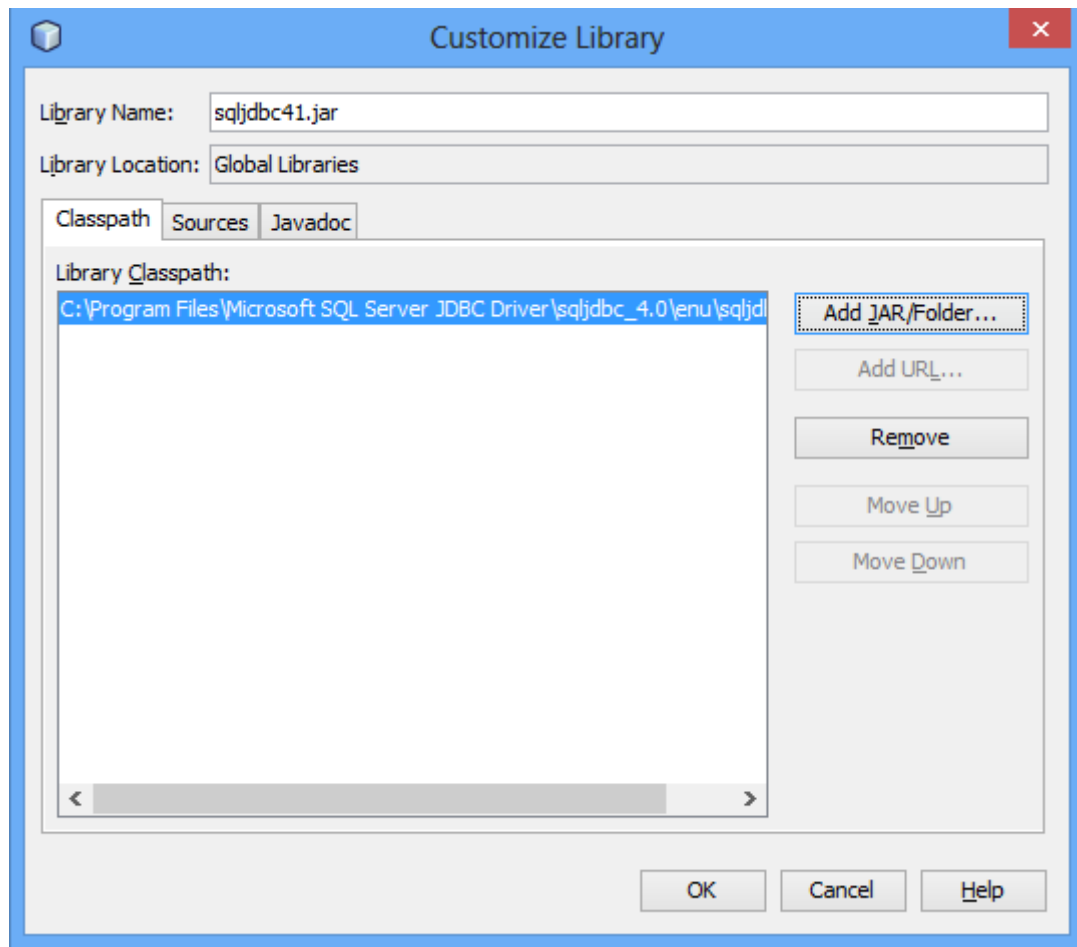 Customize Library
Library Name: sqljdbc41.jar
Library Location: Global Libraries
Classpath Sources Javadoc
Library Classpath:
C:\Program Files\Microsoft SQL Server JDBC Driver\sqljdbc_4.0\enu\sqljdl
Add JAR/Folder...
Add URL...
Remove
Move Up
Move Down
OK Cancel Help